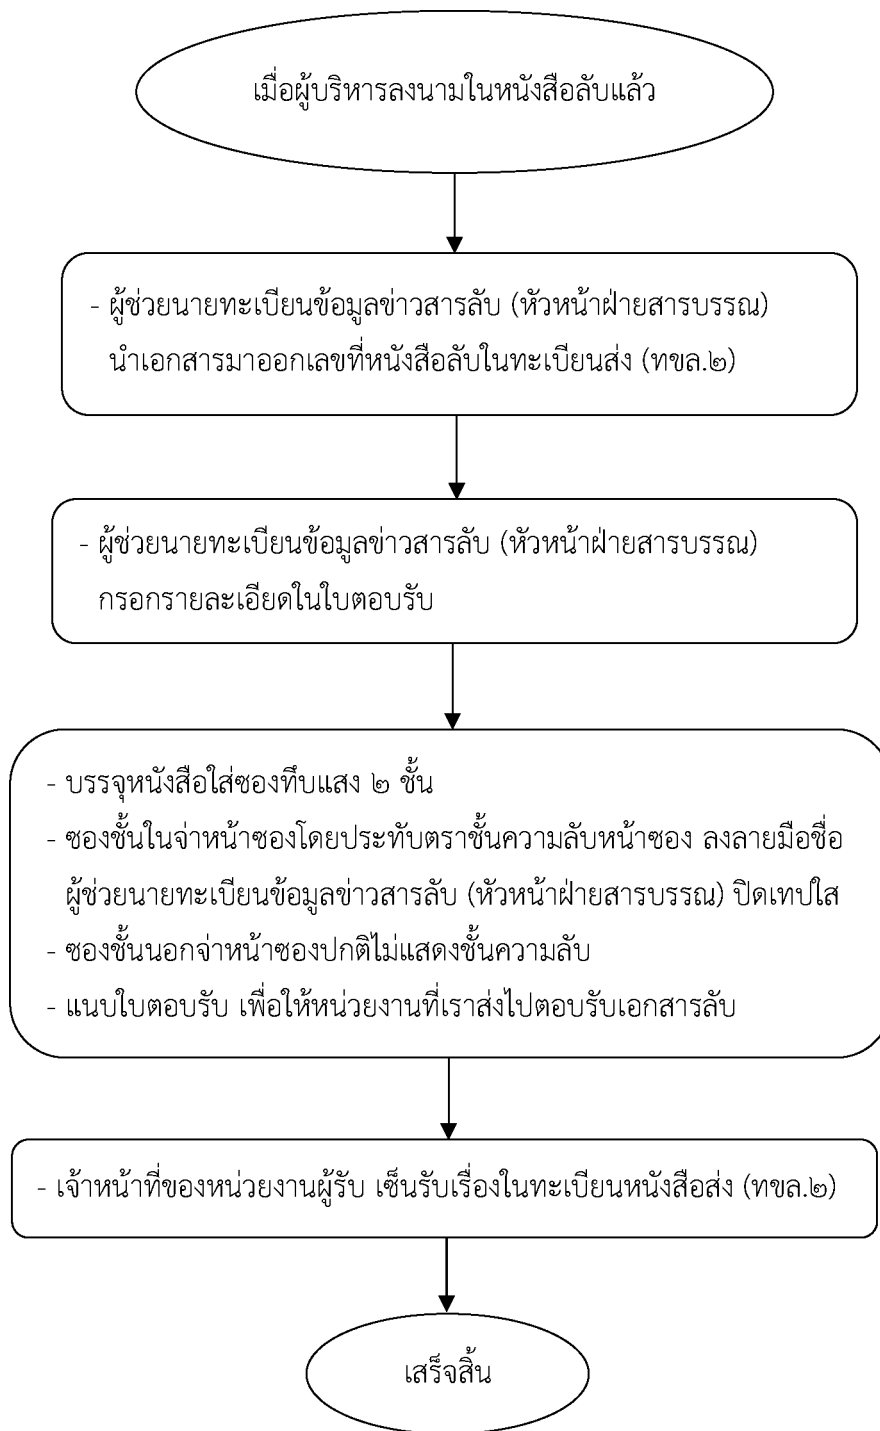 เมื่อผู้บริหารลงนามในหนังสือลับแล้ว
- ผู้ช่วยนายทะเบียนข้อมูลข่าวสารลับ (หัวหน้าฝ่ายสารบรรณ)
นำเอกสารมาออกเลขที่หนังสือลับในทะเบียนส่ง (ทขล.๒)
- ผู้ช่วยนายทะเบียนข้อมูลข่าวสารลับ (หัวหน้าฝ่ายสารบรรณ)
กรอกรายละเอียดในใบตอบรับ
- บรรจุหนังสือใส่ซองทึบแสง ๒ ชั้น
- ซองชั้นในจ่าหน้าซองโดยประทับตราชั้นความลับหน้าซอง ลงลายมือชื่อ
ผู้ช่วยนายทะเบียนข้อมูลข่าวสารลับ (หัวหน้าฝ่ายสารบรรณ) ปิดเทปใส
- ซองชั้นนอกจ่าหน้าซองปกติไม่แสดงชั้นความลับ
- แนบใบตอบรับ เพื่อให้หน่วยงานที่เราส่งไปตอบรับเอกสารลับ
- เจ้าหน้าที่ของหน่วยงานผู้รับ เซ็นรับเรื่องในทะเบียนหนังสือส่ง (ทขล.๒)
เสร็จสิ้น